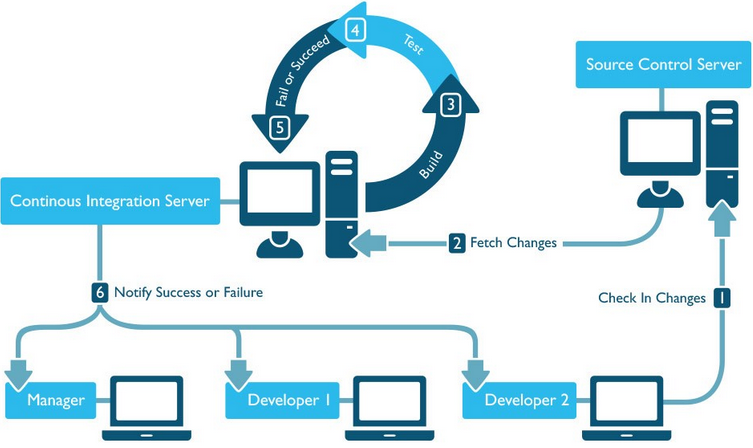 4
Test
Fail or Succeed
3
5
Build
Source Control Server
Continous Integration Server
2 Fetch Changes
6 Notify Success or Failure
Check In Changes 1
Manager
Developer 1
Developer 2